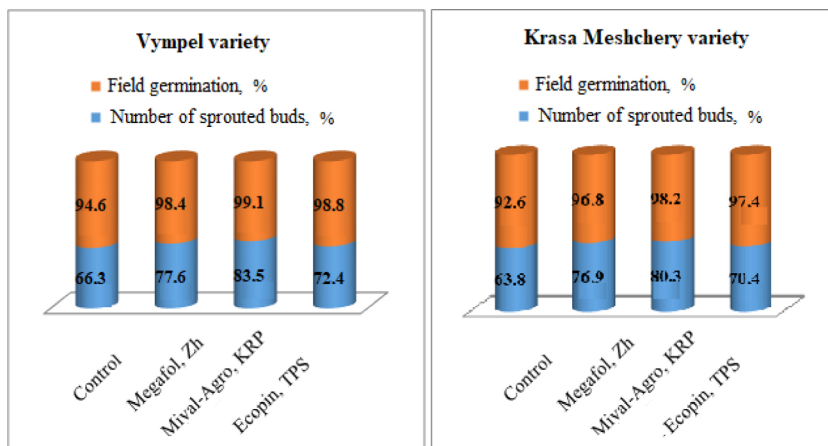 Vympel variety
Field germination, %
Number of sprouted buds, %
94.6 98.4 99.1 98.8
66.3 77.6 83.5 72.4
Control
Megafol, Zh
Mival-Agro, KRP
Ecopin, TPS
Krasa Meshchery variety
Field germination, %
Number of sprouted buds, %
92.6 96.8 98.2 97.4
63.8 76.9 80.3 70.4
Control
Megafol, Zh
Mival-Agro, KRP
. Ecopin, TPS